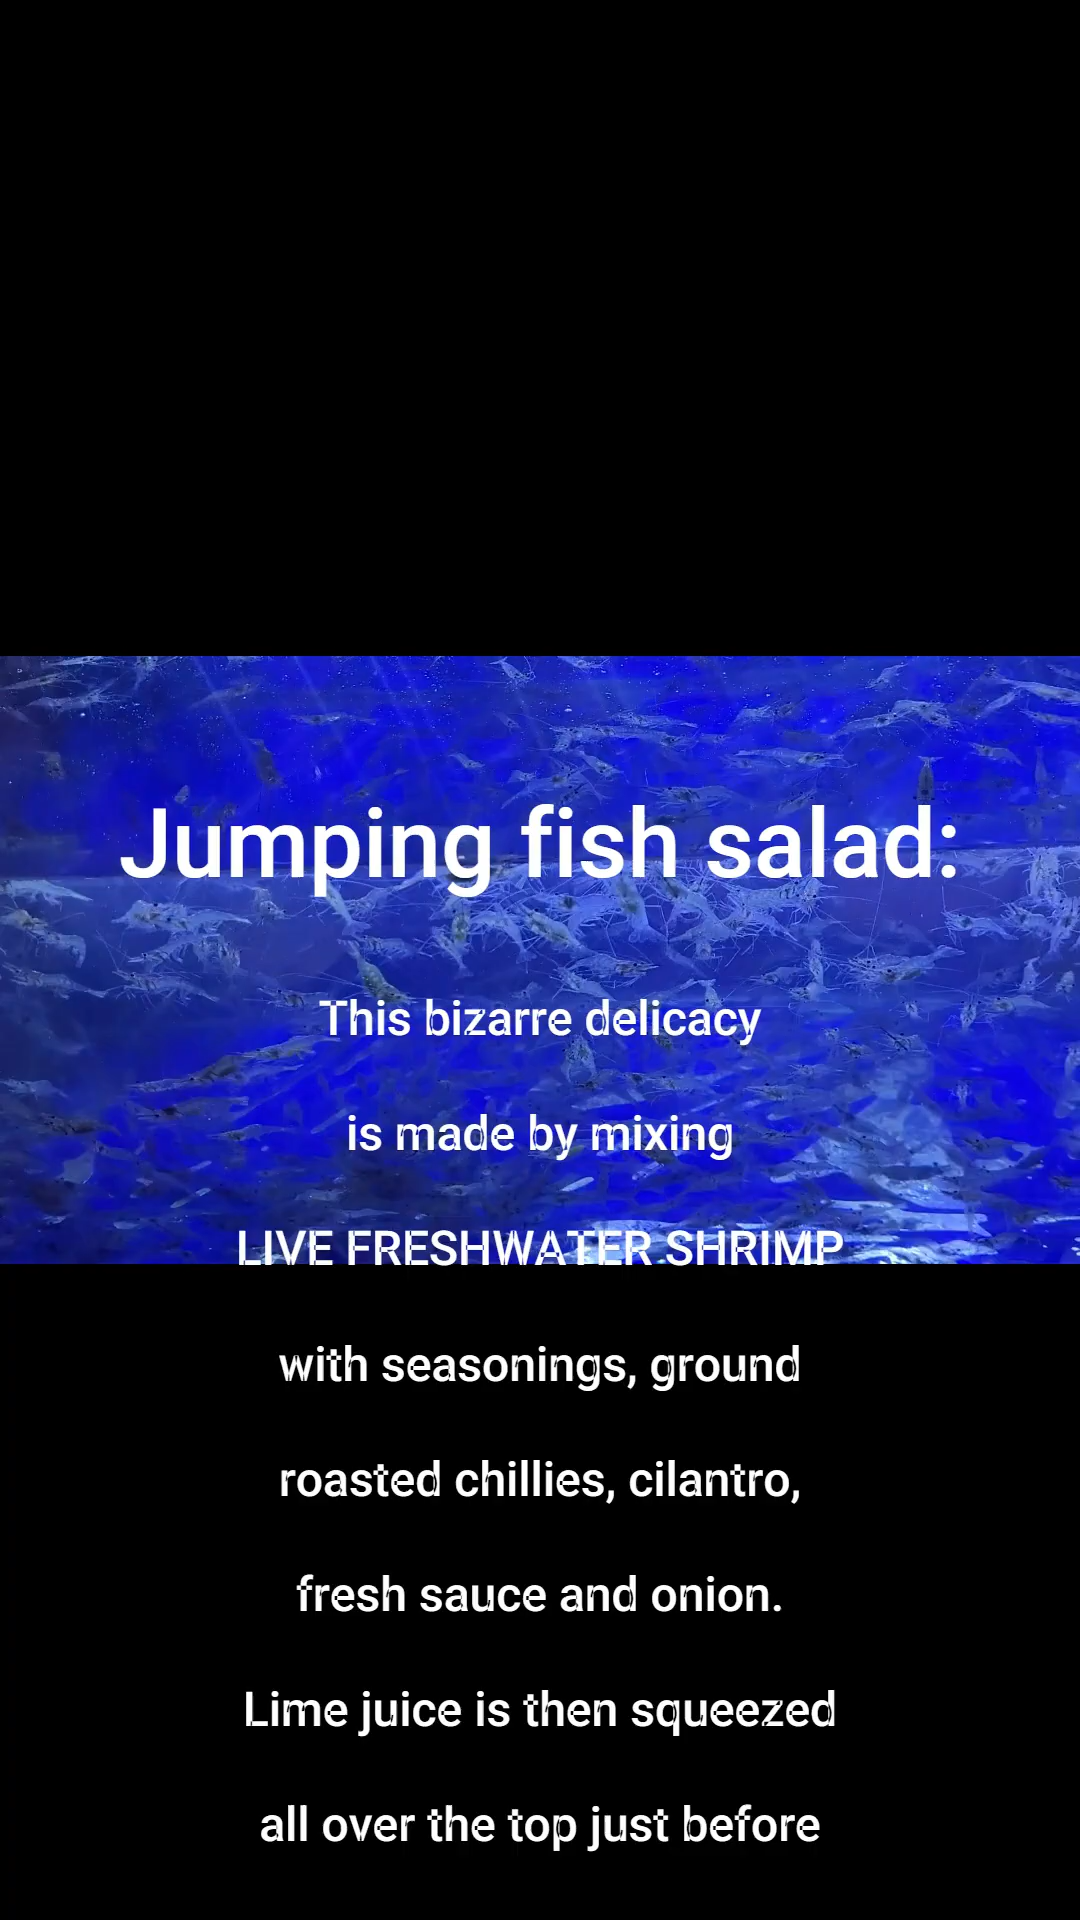 Jumping fish salad:
This bizarre delicacy
is made by mixing
LIVE FRESHWATER SHRIMP
with seasonings, ground
roasted chillies, cilantro,
fresh sauce and onion.
Lime juice is then squeezed
all over the top just before